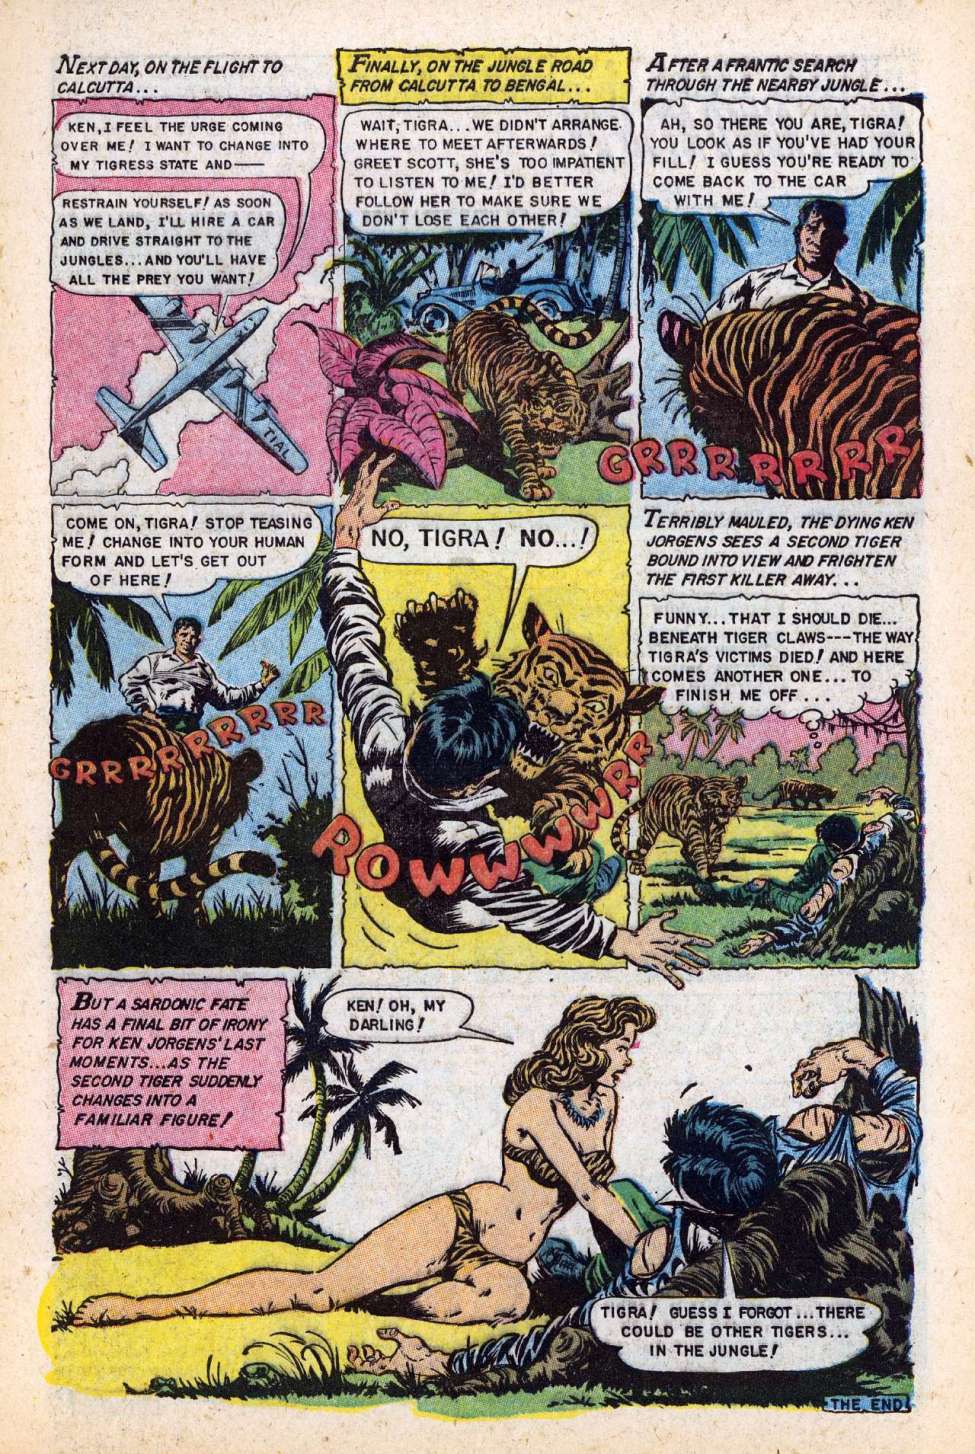 NEXT DAY, ON THE FLIGHT TO
CALCUTTA...
KEN, I FEEL THE URGE COMING
OVER ME! I WANT TO CHANGE INTO
MY TIGRESS STATE AND——
RESTRAIN YOURSELF! AS SOON
AS WE LAND, I'LL HIRE A CAR
AND DRIVE STRAIGHT TO THE
JUNGLES...AND YOU'LL HAVE
ALL THE PREY YOU WANT!
TIAL
FINALLY, ON THE JUNGLE ROAD
FROM CALCUTTA TO BENGAL...
WAIT, TIGRA...WE DIDN'T ARRANGE
WHERE TO MEET AFTERWARDS!
GREET SCOTT, SHE'S TOO IMPATIENT
TO LISTEN TO ME! I'D BETTER
FOLLOW HER TO MAKE SURE WE
DON'T LOSE EACH OTHER!
AFTER A FRANTIC SEARCH
THROUGH THE NEARBY JUNGLE...
AH, SO THERE YOU ARE, TIGRA!
YOU LOOK AS IF YOU'VE HAD YOUR
FILL! I GUESS YOU'RE READY TO
COME BACK TO THE CAR
WITH ME!
GRRRRRRR
COME ON, TIGRA! STOP TEASING
ME! CHANGE INTO YOUR HUMAN
FORM AND LET'S GET OUT
OF HERE!
GRRRRRRRRR
NO, TIGRA! NO...!
ROWWWWRR
TERRIBLY MAULED, THE DYING KEN
JORGENS SEES A SECOND TIGER
BOUND INTO VIEW AND FRIGHTEN
THE FIRST KILLER AWAY...
FUNNY...THAT I SHOULD DIE...
BENEATH TIGER CLAWS---THE WAY
TIGRA'S VICTIMS DIED! AND HERE
COMES ANOTHER ONE...TO
FINISH ME OFF...
BUT A SARDONIC FATE
HAS A FINAL BIT OF IRONY
FOR KEN JORGENS' LAST
MOMENTS...AS THE
SECOND TIGER SUDDENLY
CHANGES INTO A
FAMILIAR FIGURE!
KEN! OH, MY
DARLING!
TIGRA! GUESS I FORGOT...THERE
COULD BE OTHER TIGERS...
IN THE JUNGLE!
THE END